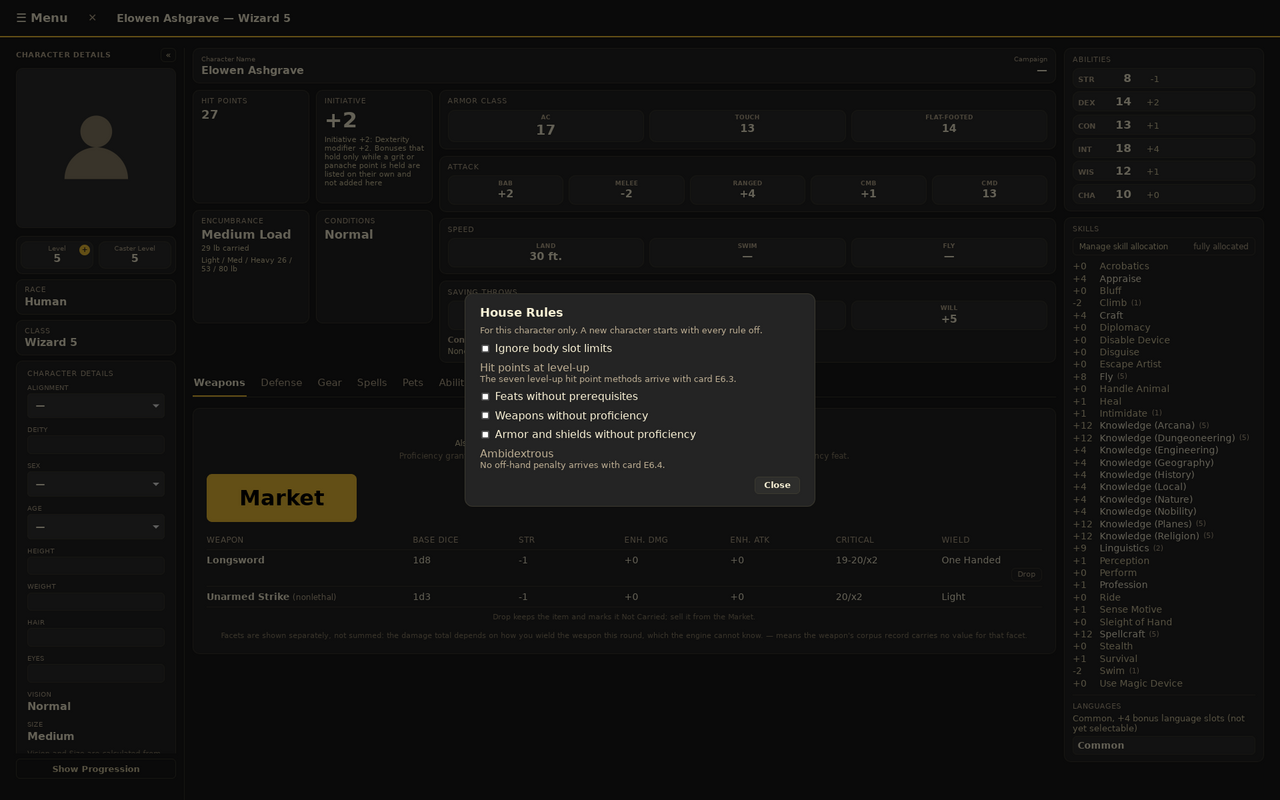 ☰ Menu
×
Elowen Ashgrave — Wizard 5
CHARACTER DETAILS
«
Level
5
+
Caster Level
5
RACE
Human
CLASS
Wizard 5
CHARACTER DETAILS
ALIGNMENT
—
DEITY
SEX
—
AGE
—
HEIGHT
WEIGHT
HAIR
EYES
VISION
Normal
SIZE
Medium
Show Progression
Character Name
Elowen Ashgrave
Campaign
—
HIT POINTS
27
INITIATIVE
+2
Initiative +2: Dexterity
modifier +2. Bonuses that
hold only while a grit or
panache point is held are
listed on their own and
not added here
ENCUMBRANCE
Medium Load
29 lb carried
Light / Med / Heavy 26 /
53 / 80 lb
CONDITIONS
Normal
ARMOR CLASS
AC
17
TOUCH
13
FLAT-FOOTED
14
ATTACK
BAB
+2
MELEE
-2
RANGED
+4
CMB
+1
CMD
13
SPEED
LAND
30 ft.
SWIM
—
FLY
—
SAVING THROWS
WILL
+5
House Rules
For this character only. A new character starts with every rule off.
Ignore body slot limits
Hit points at level-up
The seven level-up hit point methods arrive with card E6.3.
Feats without prerequisites
Weapons without proficiency
Armor and shields without proficiency
Ambidextrous
No off-hand penalty arrives with card E6.4.
Close
Weapons
Defense
Gear
Spells
Pets
Proficiency
feat.
Market
WEAPON
BASE DICE
STR
ENH. DMG
ENH. ATK
CRITICAL
WIELD
Longsword
1d8
-1
+0
+0
19-20/x2
One Handed
Drop
Unarmed Strike (nonlethal)
1d3
-1
+0
+0
20/x2
Light
Drop keeps the item and marks it Not Carried; sell it from the Market.
Facets are shown separately, not summed: the damage total depends on how you wield the weapon this round, which the engine cannot know. — means the weapon's corpus record carries no value for that facet.
ABILITIES
STR 8 -1
DEX 14 +2
CON 13 +1
INT 18 +4
WIS 12 +1
CHA 10 +0
SKILLS
Manage skill allocation fully allocated
+0 Acrobatics
+4 Appraise
+0 Bluff
-2 Climb (1)
+4 Craft
+0 Diplomacy
+0 Disable Device
+0 Disguise
+0 Escape Artist
+8 Fly (5)
+0 Handle Animal
+1 Heal
+1 Intimidate (1)
+12 Knowledge (Arcana) (5)
+12 Knowledge (Dungeoneering) (5)
+4 Knowledge (Engineering)
+4 Knowledge (Geography)
+4 Knowledge (History)
+4 Knowledge (Local)
+4 Knowledge (Nature)
+4 Knowledge (Nobility)
+12 Knowledge (Planes) (5)
+12 Knowledge (Religion) (5)
+9 Linguistics (2)
+1 Perception
+0 Perform
+1 Profession
+0 Ride
+1 Sense Motive
+0 Sleight of Hand
+12 Spellcraft (5)
+0 Stealth
+1 Survival
-2 Swim (1)
+0 Use Magic Device
LANGUAGES
Common, +4 bonus language slots (not
yet selectable)
Common